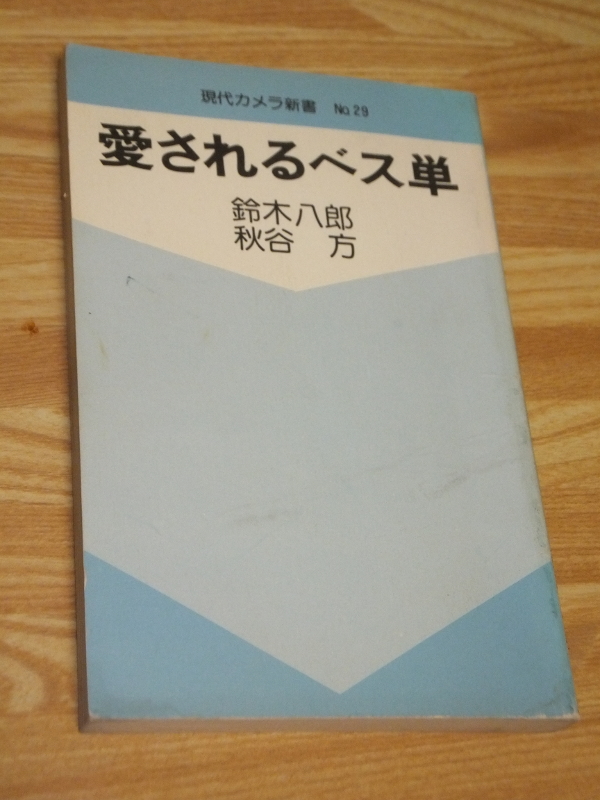 現代カメラ新書 No.29
愛されるベス単
鈴木八郎
秋谷 方